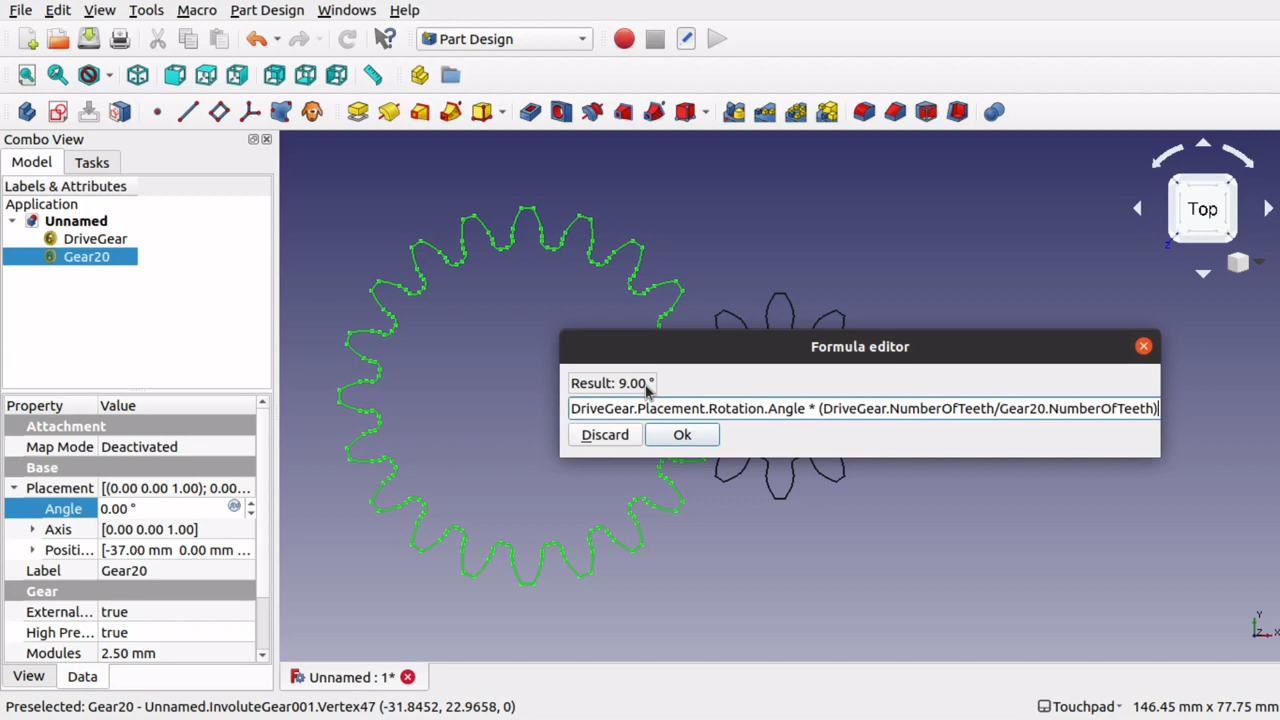 File Edit View Tools Macro Part Design Windows Help
Part Design
Combo View
Model Tasks
Labels & Attributes
Application
Unnamed
DriveGear
Gear20
Property Value
Attachment
Map Mode Deactivated
Base
Placement [(0.00 0.00 1.00); 0.00...
Angle 0.00 °
Axis [0.00 0.00 1.00]
Positi... [-37.00 mm 0.00 mm ...
Label Gear20
Gear
External... true
High Pre... true
Modules 2.50 mm
View Data
Top
Z
Formula editor
Result: 9.00 °
DriveGear.Placement.Rotation.Angle * (DriveGear.NumberOfTeeth/Gear20.NumberOfTeeth)
Discard Ok
Y
Z X
Unnamed : 1*
Preselected: Gear20 - Unnamed.InvoluteGear001.Vertex47 (-31.8452, 22.9658, 0) Touchpad 146.45 mm x 77.75 mm